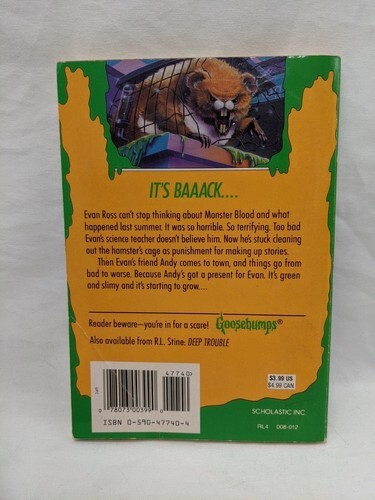 IT'S BAAACK....
Evan Ross can't stop thinking about Monster Blood and what
happened last summer. It was so horrible. So terrifying. Too bad
Evan's science teacher doesn't believe him. Now he's stuck cleaning
out the hamster's cage as punishment for making up stories.
Then Evan's friend Andy comes to town, and things go from
bad to worse. Because Andy's got a present for Evan. It's green
and slimy and it's starting to grow....
Reader beware—you're in for a scare! Goosebumps®
Also available from R.L. Stine: DEEP TROUBLE
47740
$3.99 US
$4.99 CAN
78073 00399
ISBN 0-590-47740-4
SCHOLASTIC INC
RL4 008-012